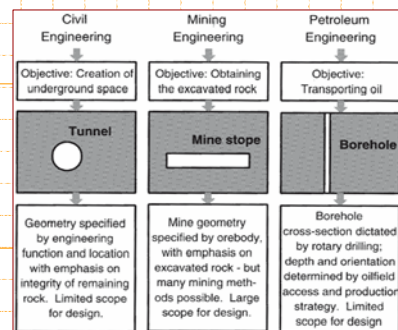 Civil
Engineering
Objective: Creation of
underground space
Tunnel
Geometry specified
by engineering
function and location
with emphasis on
integrity of remaining
rock. Limited scope
for design.
Mining
Engineering
Objective: Obtaining
the excavated rock
Mine stope
Mine geometry
specified by orebody,
with emphasis on
excavated rock - but
many mining meth-
ods possible. Large
scope for design.
Petroleum
Engineering
Objective:
Transporting oil
Borehole
Borehole
cross-section dictated
by rotary drilling;
depth and orientation
determined by oilfield
access and production
strategy. Limited
scope for design